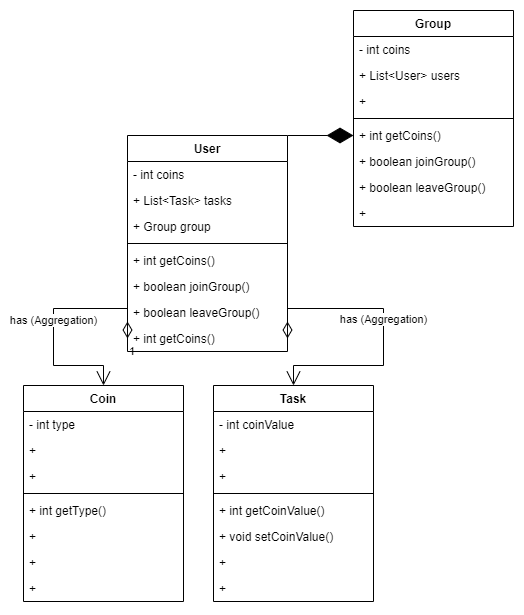 Group
- int coins
+ List<User> users
+
+ int getCoins()
+ boolean joinGroup()
+ boolean leaveGroup()
+
User
- int coins
+ List<Task> tasks
+ Group group
+ int getCoins()
+ boolean joinGroup()
+ boolean leaveGroup()
+ int getCoins()
has (Aggregation)
1
has (Aggregation)
Coin
- int type
+
+
+ int getType()
+
+
+
Task
- int coinValue
+
+
+ int getCoinValue()
+ void setCoinValue()
+
+